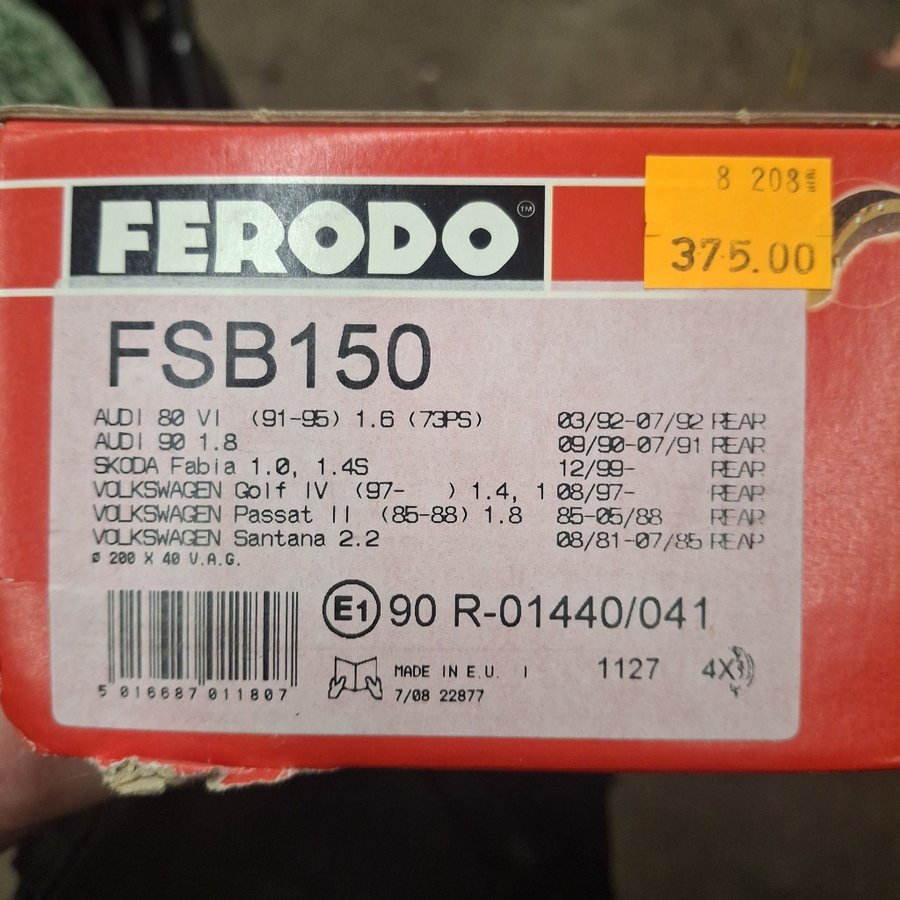 8 208
375.00
FERODO™
FSB150
AUDI 80 VI (91-95) 1.6 (73PS) 03/92-07/92 REAR
AUDI 90 1.8 09/90-07/91 REAR
SKODA Fabia 1.0, 1.4S 12/99- REAR
VOLKSWAGEN Golf IV (97- ) 1.4, 1 08/97- REAR
VOLKSWAGEN Passat II (85-88) 1.8 85-05/88 REAR
VOLKSWAGEN Santana 2.2 08/81-07/85 REAR
ø 200 X 40 V.A.G.
E1 90 R-01440/041
MADE IN E.U. I 1127 4X
7/08 22877
5 016687 011807